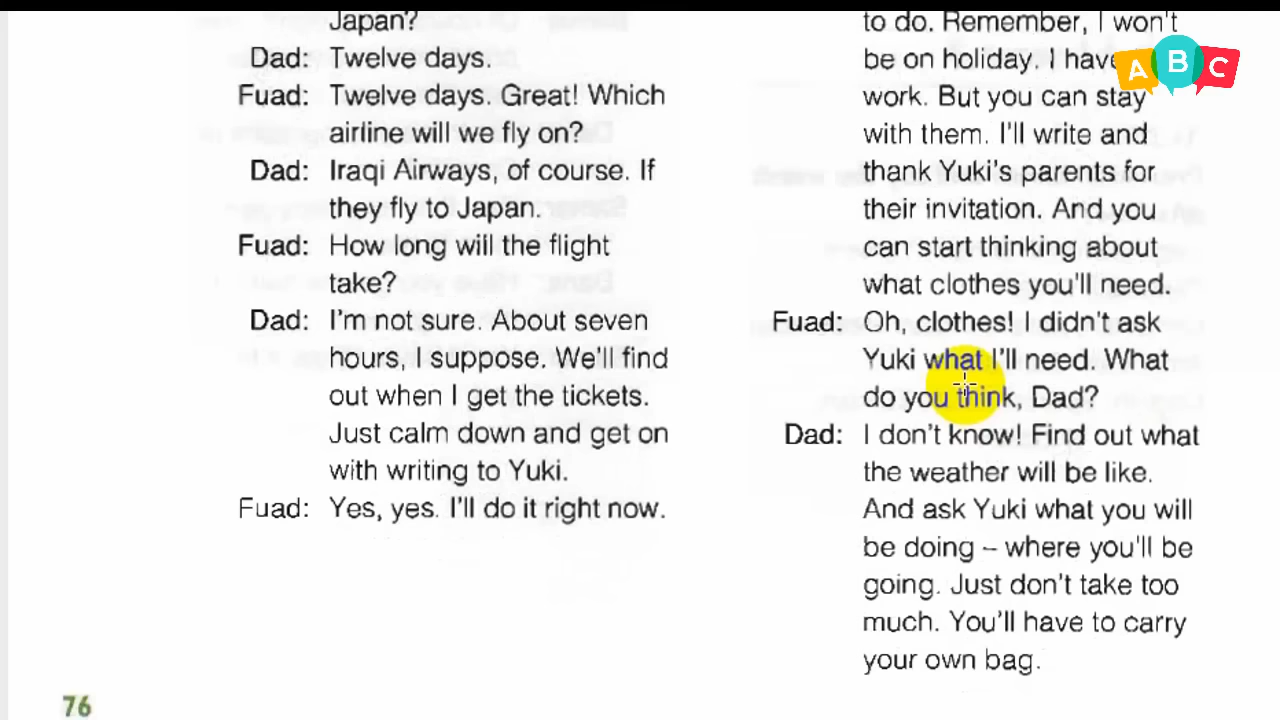 Japan?
Dad: Twelve days.
Fuad: Twelve days. Great! Which
airline will we fly on?
Dad: Iraqi Airways, of course. If
they fly to Japan.
Fuad: How long will the flight
take?
Dad: I'm not sure. About seven
hours, I suppose. We'll find
out when I get the tickets.
Just calm down and get on
with writing to Yuki.
Fuad: Yes, yes. I'll do it right now.
76
to do. Remember, I won't
be on holiday. I have
work. But you can stay
with them. I'll write and
thank Yuki's parents for
their invitation. And you
can start thinking about
what clothes you'll need.
Fuad: Oh, clothes! I didn't ask
Yuki what I'll need. What
do you think, Dad?
Dad: I don't know! Find out what
the weather will be like.
And ask Yuki what you will
be doing – where you'll be
going. Just don't take too
much. You'll have to carry
your own bag.
A B C